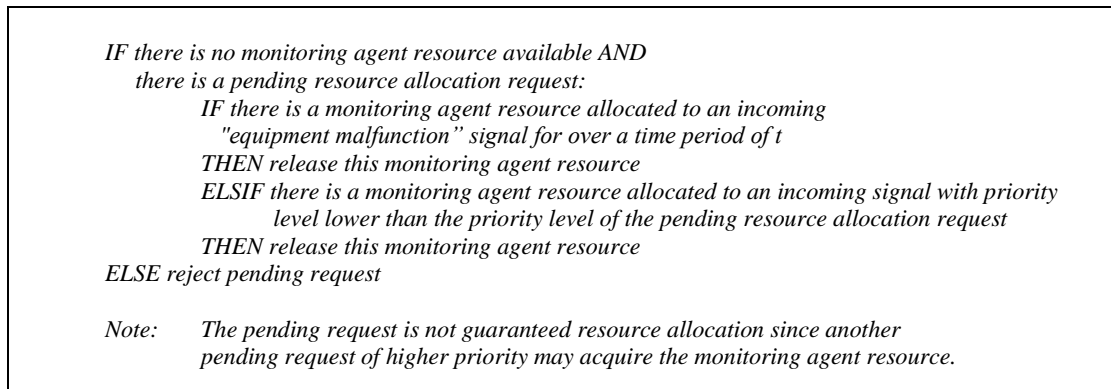 IF there is no monitoring agent resource available AND
there is a pending resource allocation request:
IF there is a monitoring agent resource allocated to an incoming
"equipment malfunction” signal for over a time period of t
THEN release this monitoring agent resource
ELSIF there is a monitoring agent resource allocated to an incoming signal with priority
level lower than the priority level of the pending resource allocation request
THEN release this monitoring agent resource
ELSE reject pending request
Note: The pending request is not guaranteed resource allocation since another
pending request of higher priority may acquire the monitoring agent resource.